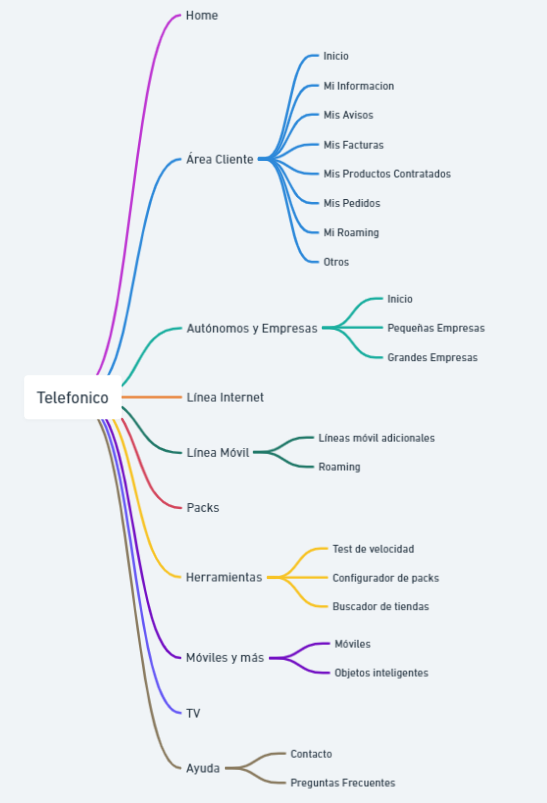 Home
Área Cliente
Inicio
Mi Informacion
Mis Avisos
Mis Facturas
Mis Productos Contratados
Mis Pedidos
Mi Roaming
Otros
Autónomos y Empresas
Inicio
Pequeñas Empresas
Grandes Empresas
Telefonico
Línea Internet
Línea Móvil
Líneas móvil adicionales
Roaming
Packs
Herramientas
Test de velocidad
Configurador de packs
Buscador de tiendas
Móviles y más
Móviles
Objetos inteligentes
TV
Ayuda
Contacto
Preguntas Frecuentes